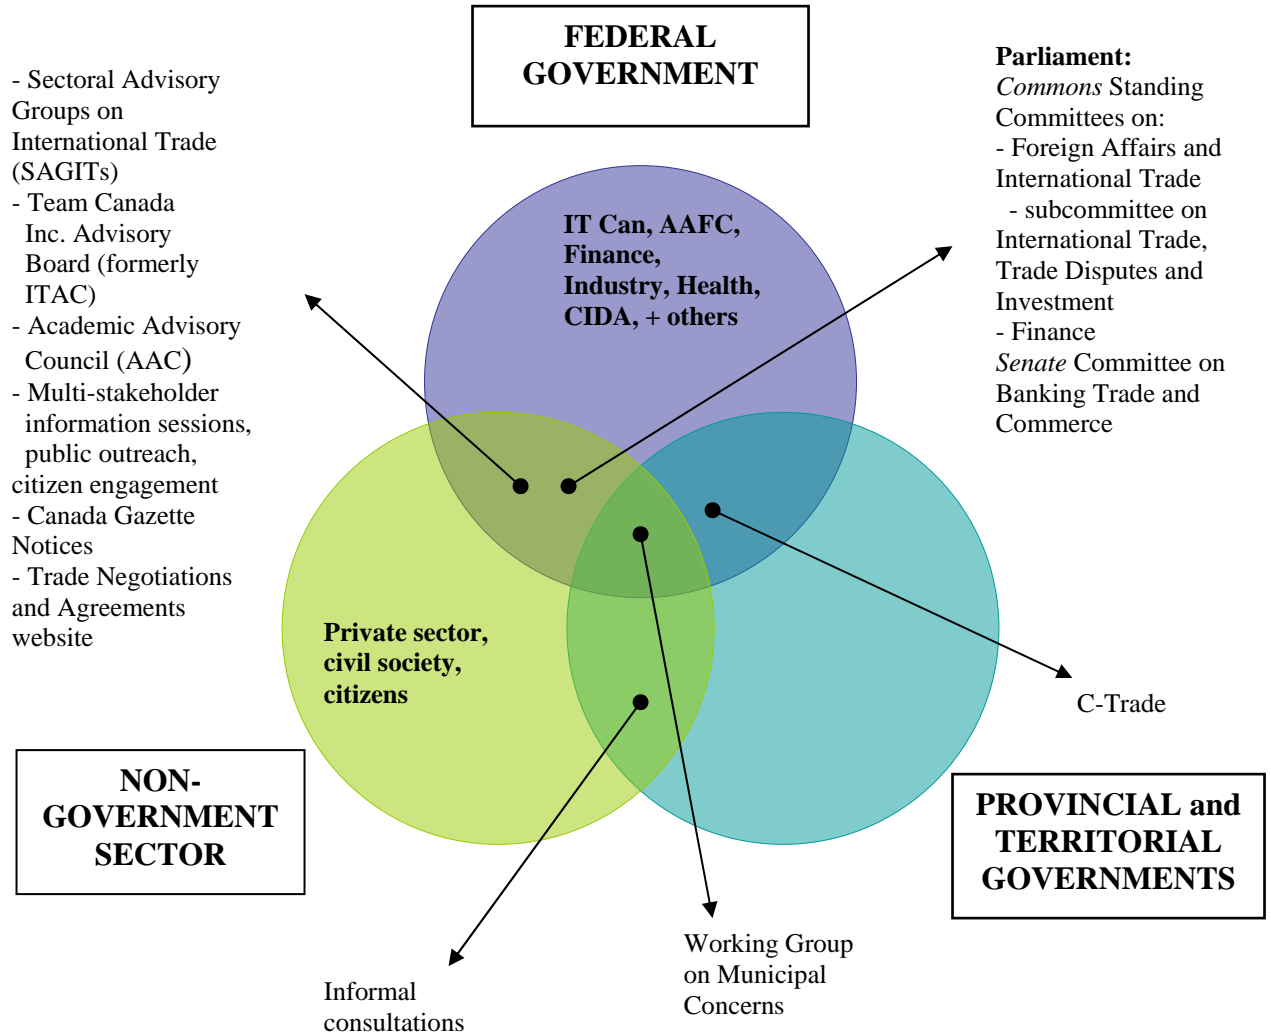 FEDERAL
GOVERNMENT
- Sectoral Advisory
Groups on
International Trade
(SAGITs)
- Team Canada
Inc. Advisory
Board (formerly
ITAC)
- Academic Advisory
Council (AAC)
- Multi-stakeholder
information sessions,
public outreach,
citizen engagement
- Canada Gazette
Notices
- Trade Negotiations
and Agreements
website
Parliament:
Commons Standing
Committees on:
- Foreign Affairs and
International Trade
- subcommittee on
International Trade,
Trade Disputes and
Investment
- Finance
Senate Committee on
Banking Trade and
Commerce
IT Can, AAFC,
Finance,
Industry, Health,
CIDA, + others
Private sector,
civil society,
citizens
C-Trade
NON-
GOVERNMENT
SECTOR
PROVINCIAL and
TERRITORIAL
GOVERNMENTS
Working Group
on Municipal
Concerns
Informal
consultations